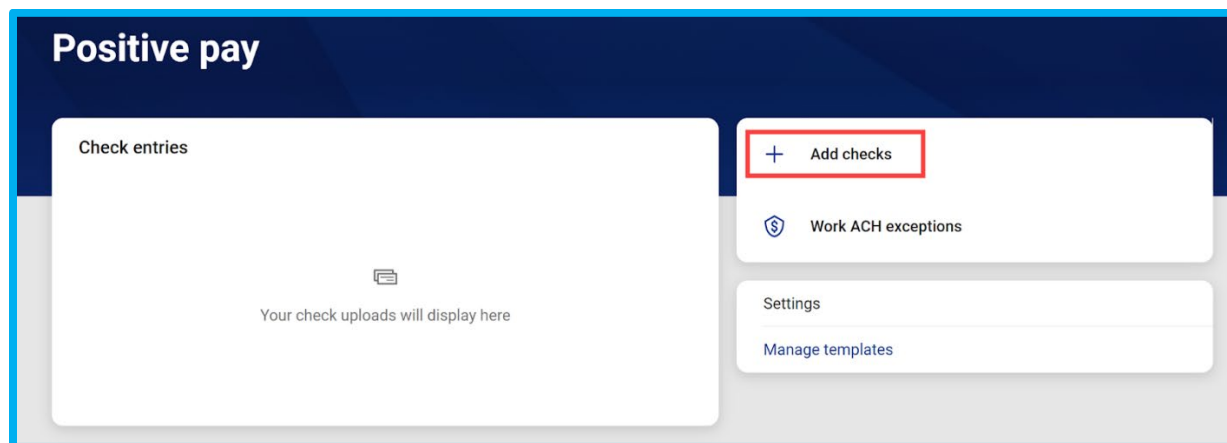 Positive pay
Check entries
Your check uploads will display here
Add checks
Work ACH exceptions
Settings
Manage templates